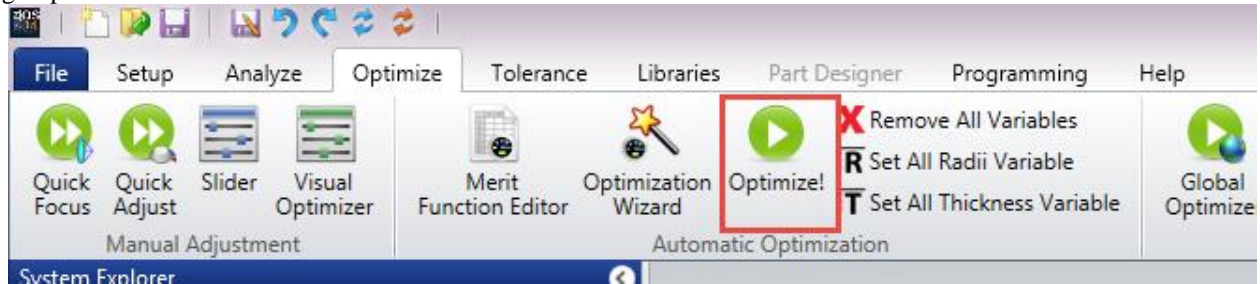 File Setup Analyze Optimize Tolerance Libraries Part Designer Programming Help
Quick Focus
Quick Adjust
Slider
Visual Optimizer
Merit Function Editor
Optimization Wizard
Optimize!
Remove All Variables
R Set All Radii Variable
T Set All Thickness Variable
Global Optimize
Manual Adjustment
Automatic Optimization
System Explorer